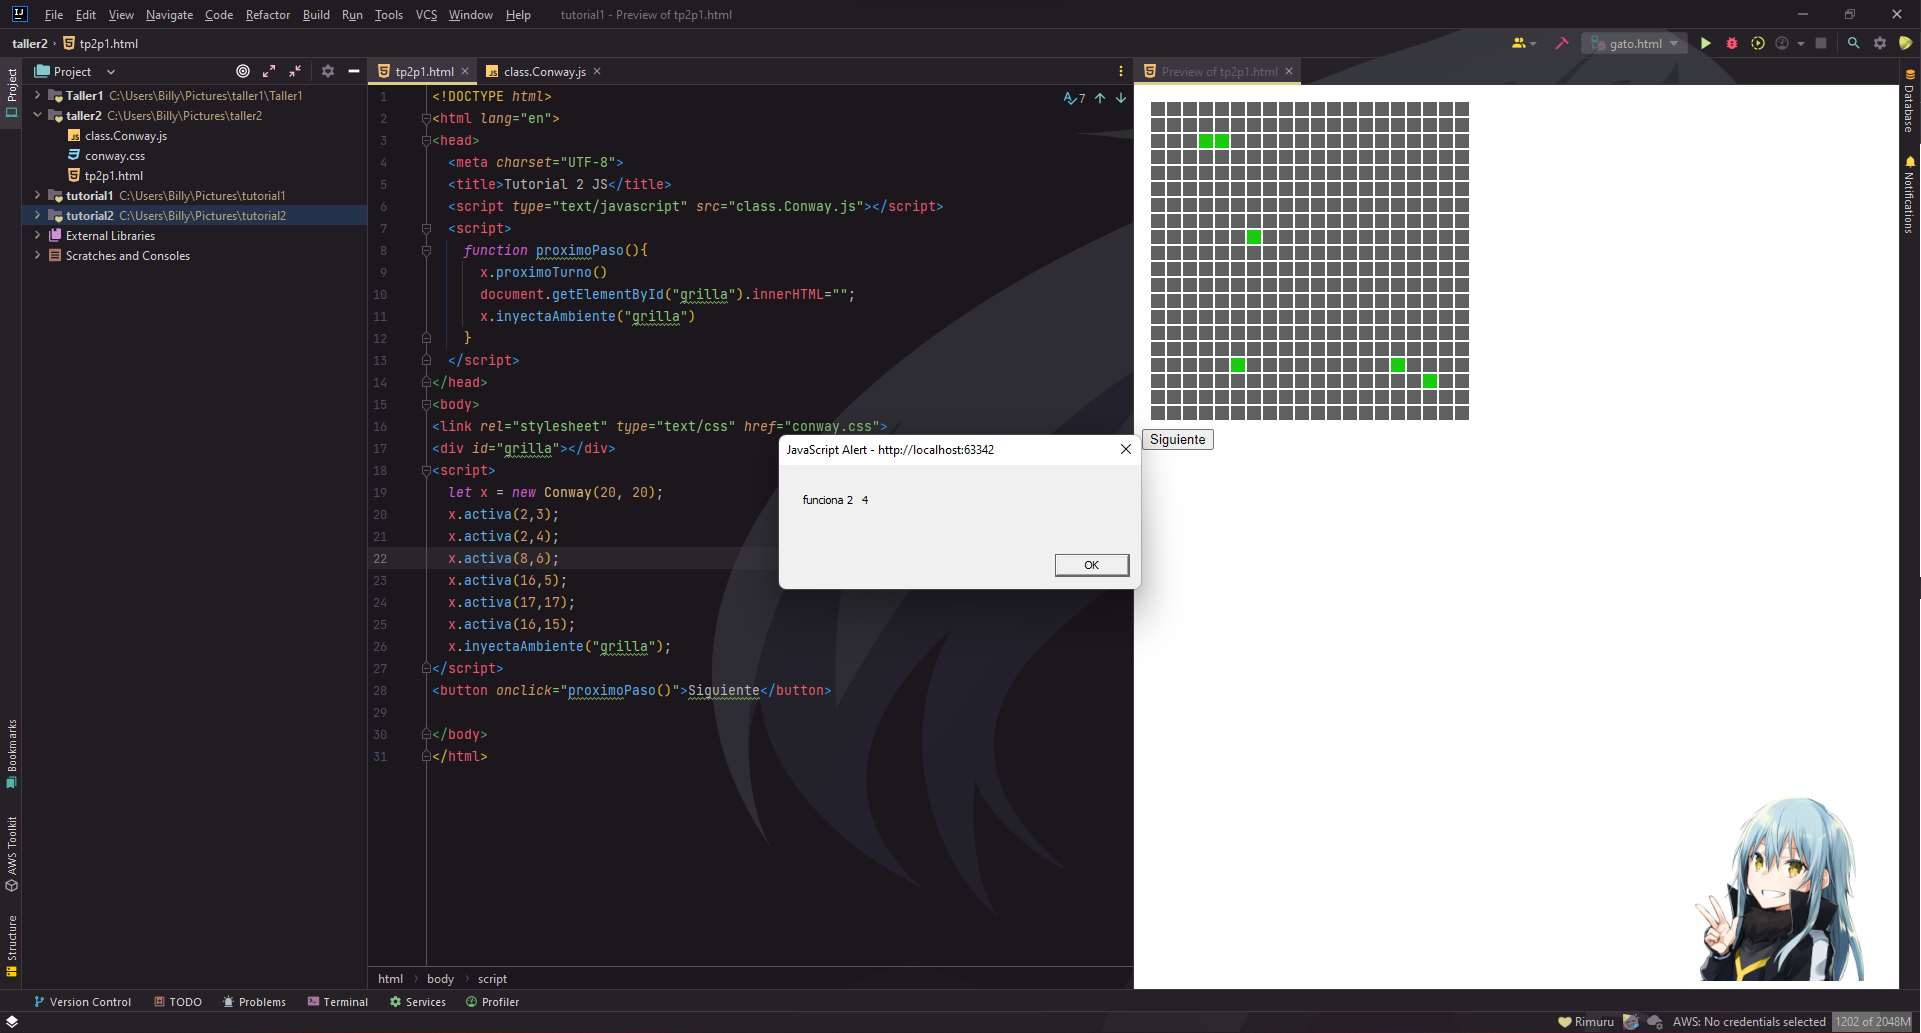 File Edit View Navigate Code Refactor Build Run Tools VCS Window Help tutorial1 - Preview of tp2p1.html
taller2 › tp2p1.html
gato.html
Project
tp2p1.html
class.Conway.js
Preview of tp2p1.html
Project
Taller1 C:\Users\Billy\Pictures\taller1\Taller1
taller2 C:\Users\Billy\Pictures\taller2
class.Conway.js
conway.css
tp2p1.html
tutorial1 C:\Users\Billy\Pictures\tutorial1
tutorial2 C:\Users\Billy\Pictures\tutorial2
External Libraries
Scratches and Consoles
7
1 <!DOCTYPE html>
2 <html lang="en">
3 <head>
4 <meta charset="UTF-8">
5 <title>Tutorial 2 JS</title>
6 <script type="text/javascript" src="class.Conway.js"></script>
7 <script>
8 function proximoPaso(){
9 x.proximoTurno()
10 document.getElementById("grilla").innerHTML="";
11 x.inyectaAmbiente("grilla")
12 }
13 </script>
14 </head>
15 <body>
16 <link rel="stylesheet" type="text/css" href="conway.css">
17 <div id="grilla"></div>
18 <script>
19 let x = new Conway(20, 20);
20 x.activa(2,3);
21 x.activa(2,4);
22 x.activa(8,6);
23 x.activa(16,5);
24 x.activa(17,17);
25 x.activa(16,15);
26 x.inyectaAmbiente("grilla");
27 </script>
28 <button onclick="proximoPaso()">Siguiente</button>
29
30 </body>
31 </html>
JavaScript Alert - http://localhost:63342
funciona 2 4
OK
Siguiente
Database
Notifications
Bookmarks
AWS Toolkit
Structure
html › body › script
Version Control TODO Problems Terminal Services Profiler
Rimuru AWS: No credentials selected 1202 of 2048M